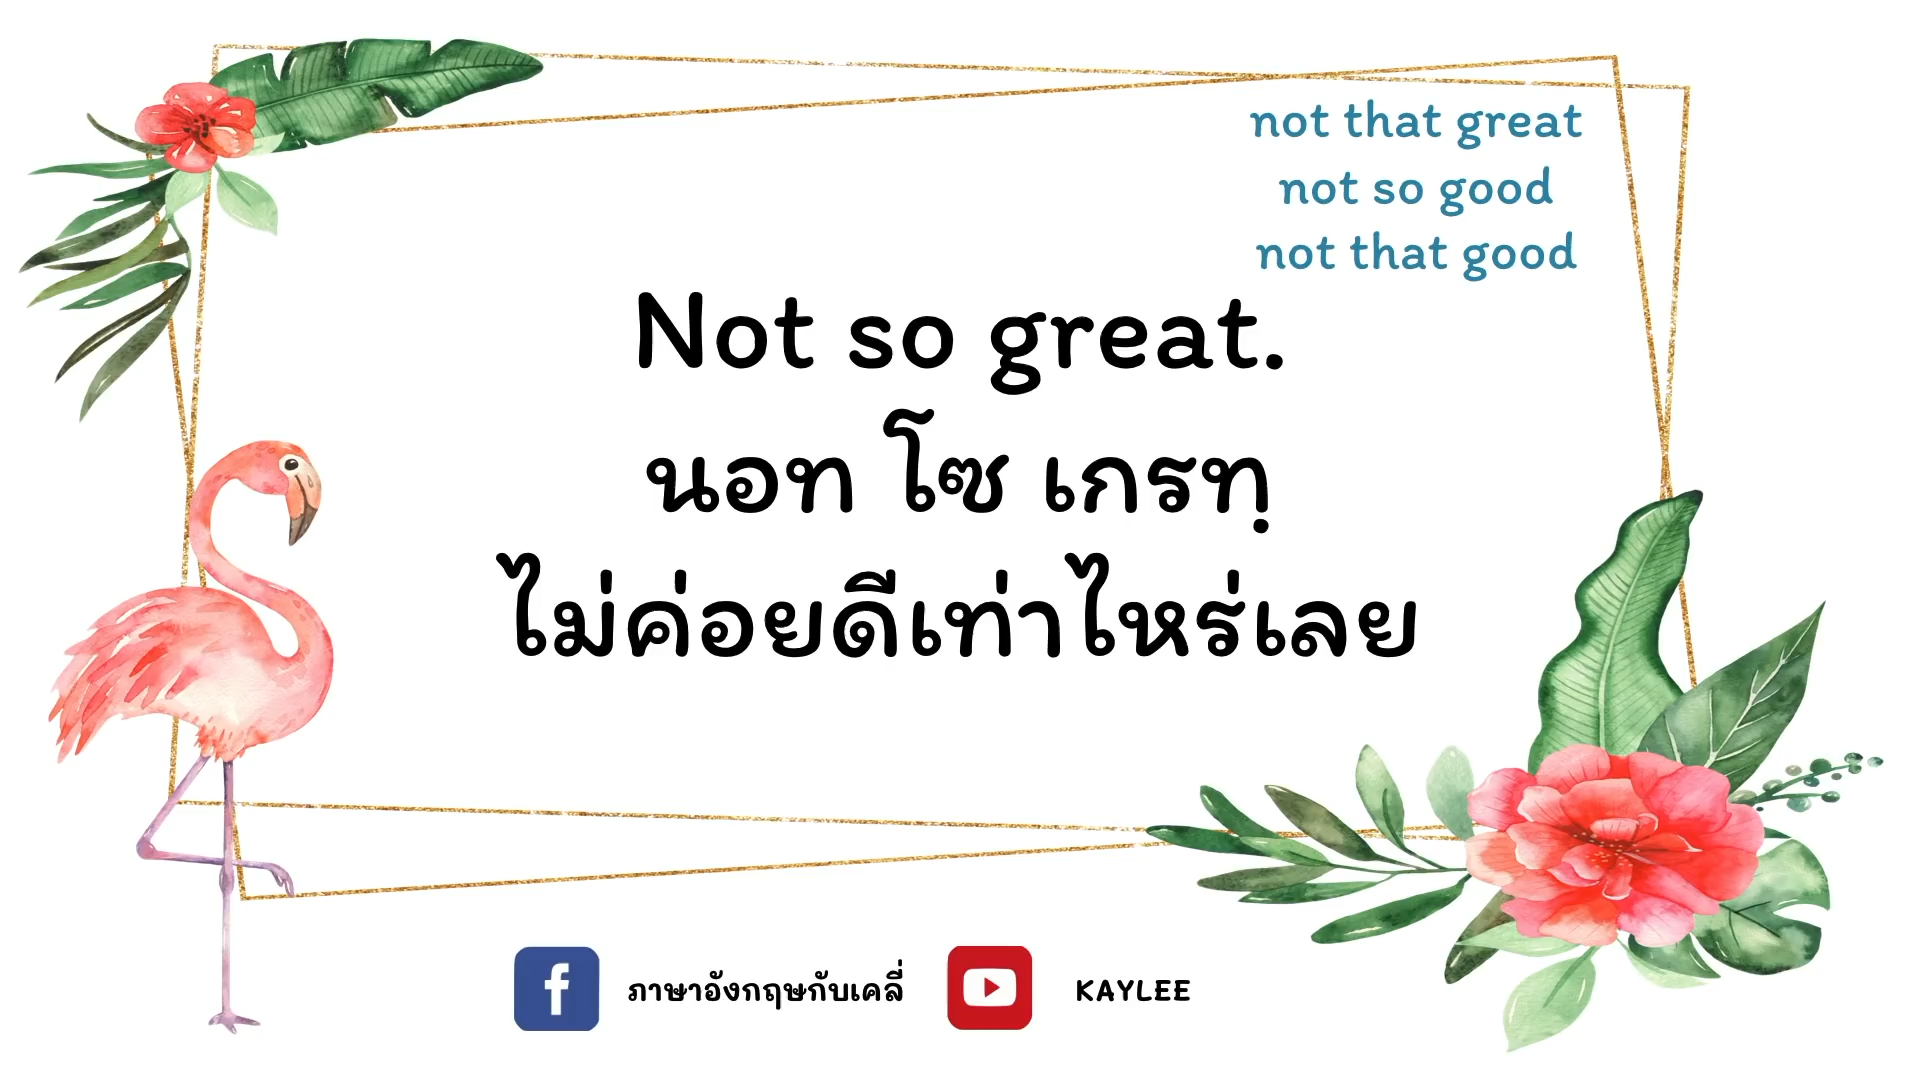 not that great
not so good
not that good
Not so great.
นอท โซ เกรทฺ
ไม่ค่อยดีเท่าไหร่เลย
ภาษาอังกฤษกับเคลี่
KAYLEE